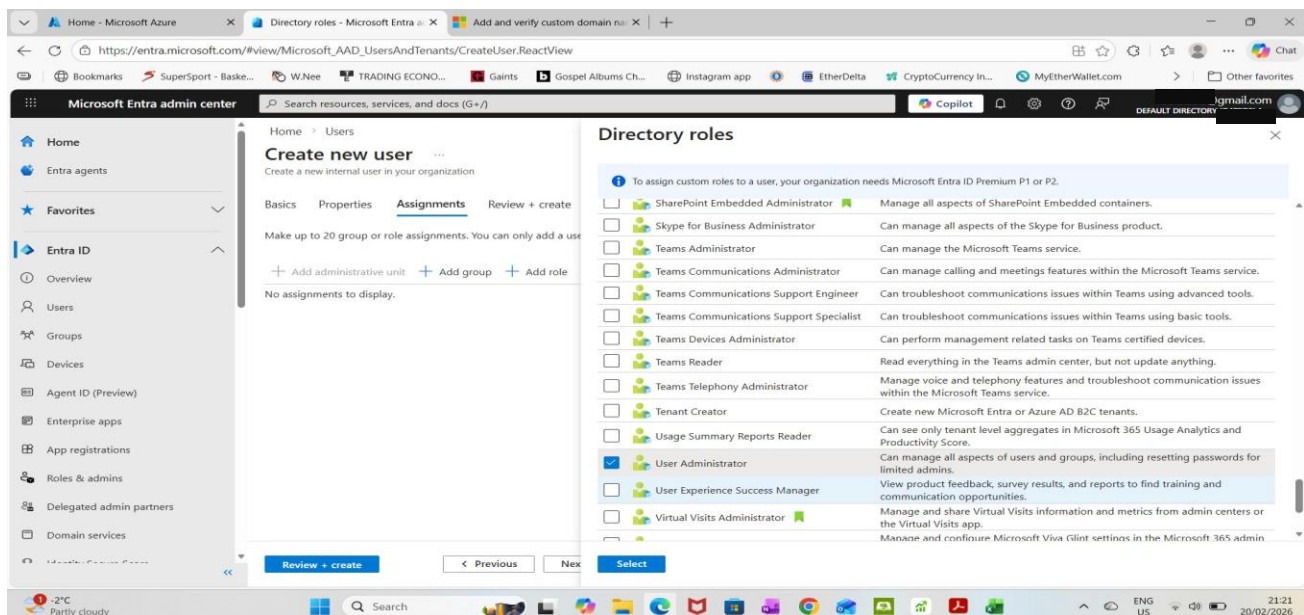 Home - Microsoft Azure
Directory roles - Microsoft Entra a
Add and verify custom domain na
https://entra.microsoft.com/#view/Microsoft_AAD_UsersAndTenants/CreateUser.ReactView
Chat
Bookmarks
SuperSport - Baske...
W.Nee
TRADING ECONO...
Gaints
Gospel Albums Ch...
Instagram app
EtherDelta
CryptoCurrency In...
MyEtherWallet.com
Other favorites
Microsoft Entra admin center
Search resources, services, and docs (G+/)
Copilot
gmail.com
DEFAULT DIRECTORY
Home
Entra agents
Favorites
Entra ID
Overview
Users
Groups
Devices
Agent ID (Preview)
Enterprise apps
App registrations
Roles & admins
Delegated admin partners
Domain services
Home > Users
Create new user
Create a new internal user in your organization
Basics Properties Assignments Review + create
Make up to 20 group or role assignments. You can only add a use
Add administrative unit Add group Add role
No assignments to display.
Review + create
< Previous
Nex
Directory roles
To assign custom roles to a user, your organization needs Microsoft Entra ID Premium P1 or P2.
SharePoint Embedded Administrator Manage all aspects of SharePoint Embedded containers.
Skype for Business Administrator Can manage all aspects of the Skype for Business product.
Teams Administrator Can manage the Microsoft Teams service.
Teams Communications Administrator Can manage calling and meetings features within the Microsoft Teams service.
Teams Communications Support Engineer Can troubleshoot communications issues within Teams using advanced tools.
Teams Communications Support Specialist Can troubleshoot communications issues within Teams using basic tools.
Teams Devices Administrator Can perform management related tasks on Teams certified devices.
Teams Reader Read everything in the Teams admin center, but not update anything.
Teams Telephony Administrator Manage voice and telephony features and troubleshoot communication issues
within the Microsoft Teams service.
Tenant Creator Create new Microsoft Entra or Azure AD B2C tenants.
Usage Summary Reports Reader Can see only tenant level aggregates in Microsoft 365 Usage Analytics and
Productivity Score.
User Administrator Can manage all aspects of users and groups, including resetting passwords for
limited admins.
User Experience Success Manager View product feedback, survey results, and reports to find training and
communication opportunities.
Virtual Visits Administrator Manage and share Virtual Visits information and metrics from admin centers or
the Virtual Visits app.
Manage and configure Microsoft Viva Glint settings in the Microsoft 365 admin
Select
1
-2°C
Partly cloudy
Search
ENG
US
21:21
20/02/2026